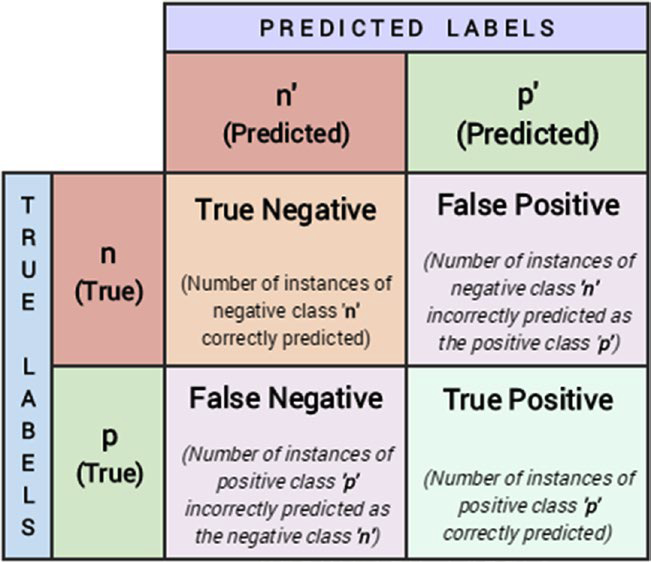 PREDICTED LABELS
n'
(Predicted)
p'
(Predicted)
TRUE LABELS
n
(True)
True Negative
(Number of instances of
negative class 'n'
correctly predicted)
False Positive
(Number of instances of
negative class 'n'
incorrectly predicted as
the positive class 'p')
p
(True)
False Negative
(Number of instances of
positive class 'p'
incorrectly predicted as
the negative class 'n')
True Positive
(Number of instances of
positive class 'p'
correctly predicted)